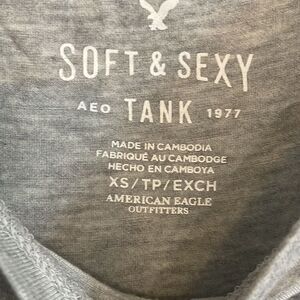 SOFT & SEXY
AEO TANK 1977
MADE IN CAMBODIA
FABRIQUÉ AU CAMBODGE
HECHO EN CAMBOYA
XS/TP/EXCH
AMERICAN EAGLE
OUTFITTERS